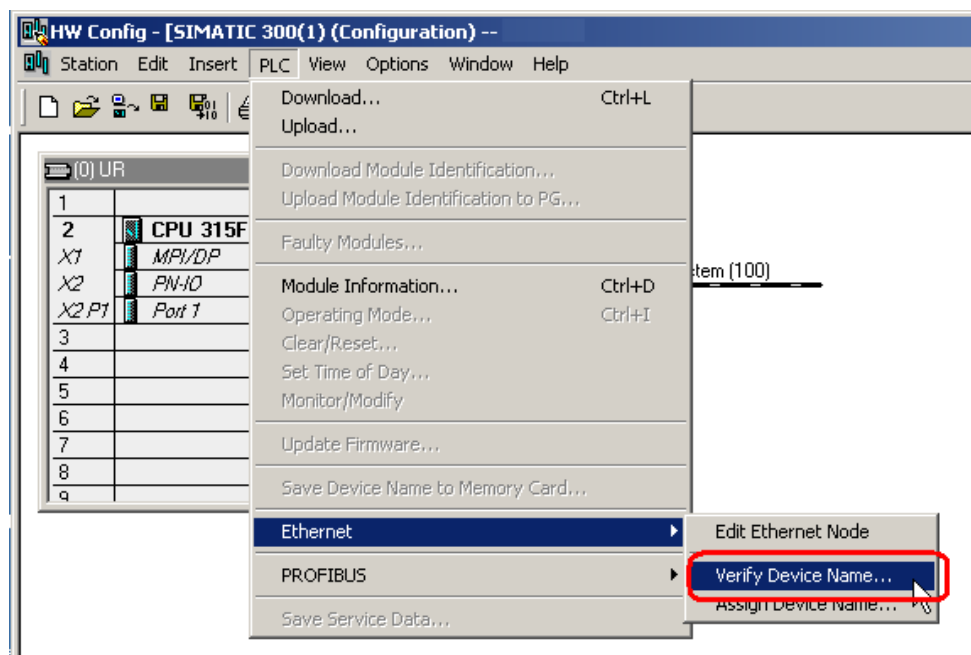 HW Config - [SIMATIC 300(1) (Configuration) --
Station Edit Insert PLC View Options Window Help
Download... Ctrl+L
Upload...
Download Module Identification...
Upload Module Identification to PG...
Faulty Modules...
Module Information... Ctrl+D
Operating Mode... Ctrl+I
Clear/Reset...
Set Time of Day...
Monitor/Modify
Update Firmware...
Save Device Name to Memory Card...
Ethernet
PROFIBUS
Save Service Data...
Edit Ethernet Node
Verify Device Name...
Assign Device Name...
(0) UR
1
2 CPU 315F
X1 MPI/DP
X2 PN-IO
X2 P1 Port 1
3
4
5
6
7
8
9
stem (100)